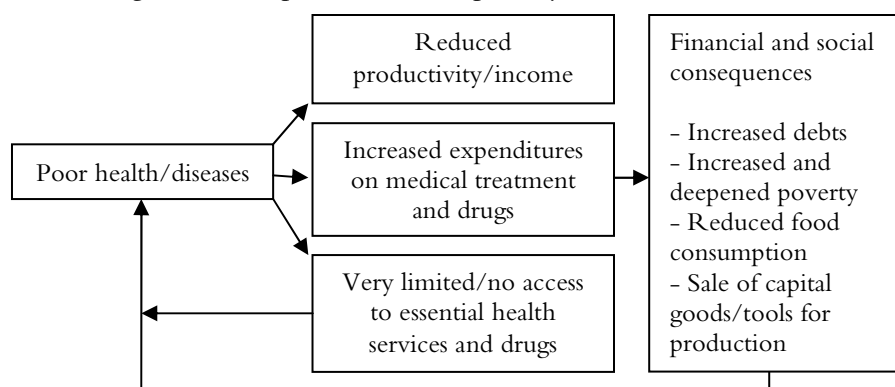 Reduced
productivity/income
Poor health/diseases
Increased expenditures
on medical treatment
and drugs
Very limited/no access
to essential health
services and drugs
Financial and social
consequences
- Increased debts
- Increased and
deepened poverty
- Reduced food
consumption
- Sale of capital
goods/tools for
production